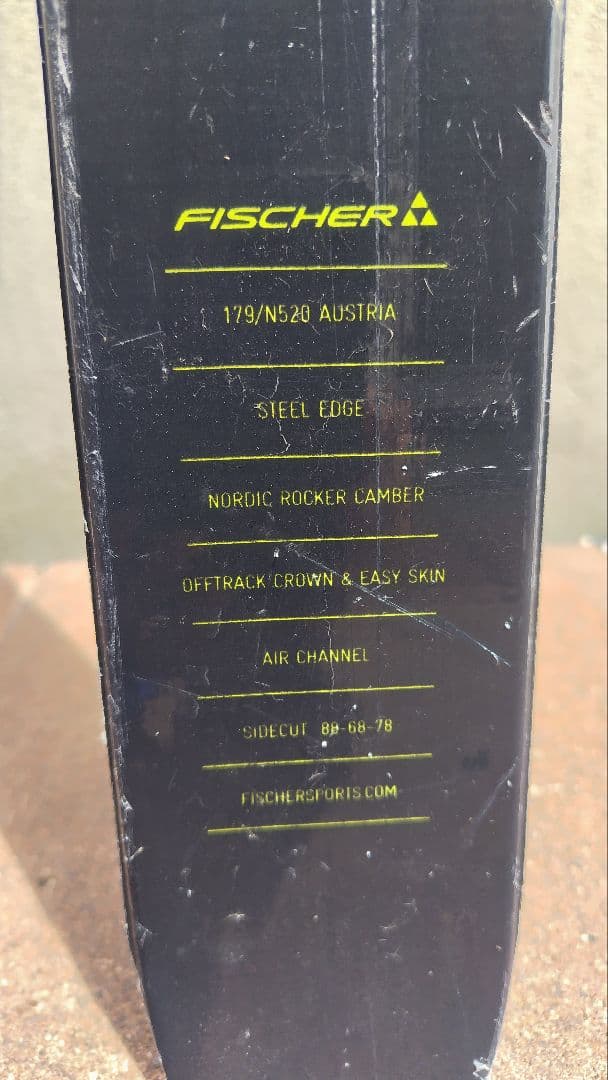 FISCHER
179/N520 AUSTRIA
STEEL EDGE
NORDIC ROCKER CAMBER
OFFTRACK CROWN & EASY SKIN
AIR CHANNEL
SIDECUT 88-68-78
FISCHERSPORTS.COM